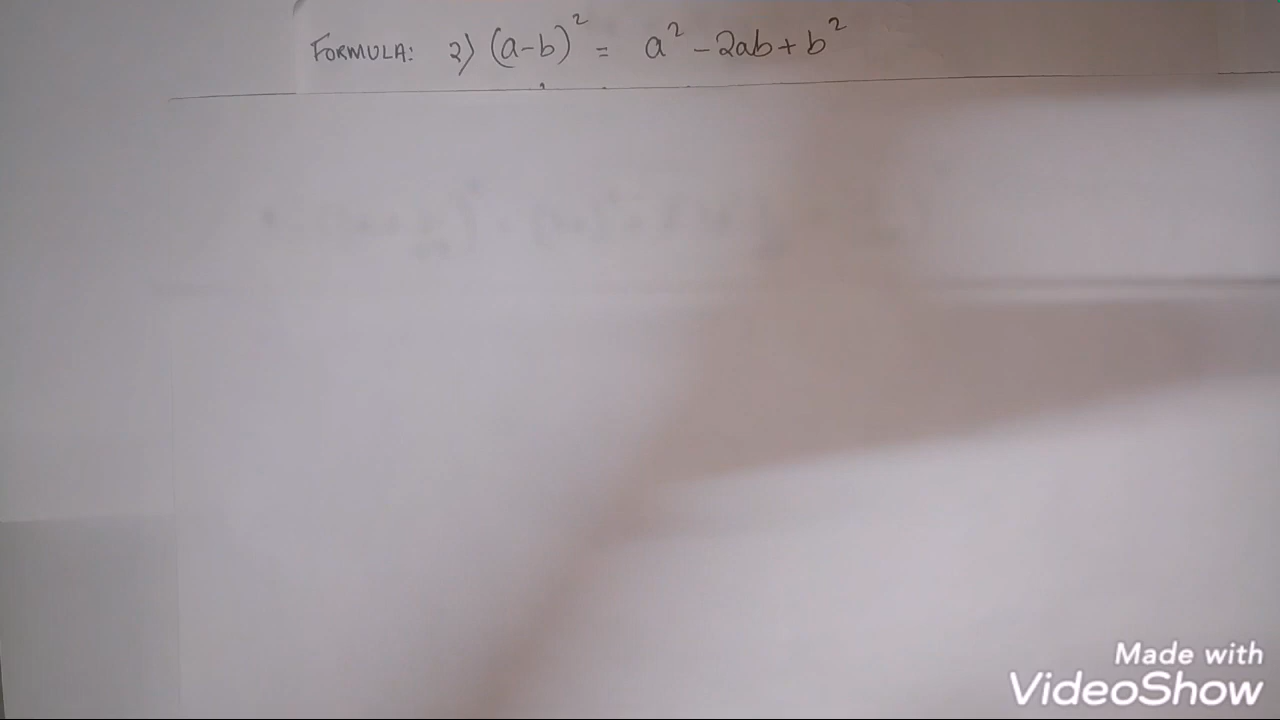 FORMULA: 2) (a-b)² = a² - 2ab + b²
Made with
VideoShow